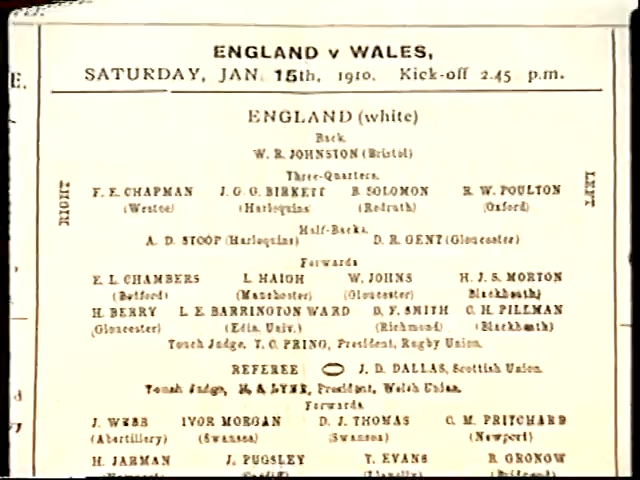 E.
ENGLAND v WALES,
SATURDAY, JAN. 15th, 1910. Kick-off 2.45 p.m.
ENGLAND (white)
Back.
W. R. JOHNSTON (Bristol)
Three-Quarters.
RIGHT
F. E. CHAPMAN J. G. G. BIRKETT B. SOLOMON R. W. POULTON
LEFT
(Westoe) (Harlequins) (Redruth) (Oxford)
Half-Backs.
A. D. STOOP (Harlequins) D. R. GENT (Gloucester)
Forwards
E. L. CHAMBERS L. HAIGH W. JOHNS H. J. S. MORTON
(Bedford) (Manchester) (Gloucester) Blackheath)
H. BERRY L. E. BARRINGTON WARD D. F. SMITH C. H. PILLMAN
(Gloucester) (Edin. Univ.) (Richmond) (Blackheath)
Touch Judge, T. C. PRING, President, Rugby Union.
REFEREE J. D. DALLAS, Scottish Union.
Touch Judge, President, Welsh Union.
Forwards.
J. WEBB IVOR MORGAN D. J. THOMAS C. M. PRITCHARD
(Abertillery) (Swansea) (Swansea) (Newport)
H. JARMAN J. PUGSLEY T. EVANS B. GRONOW